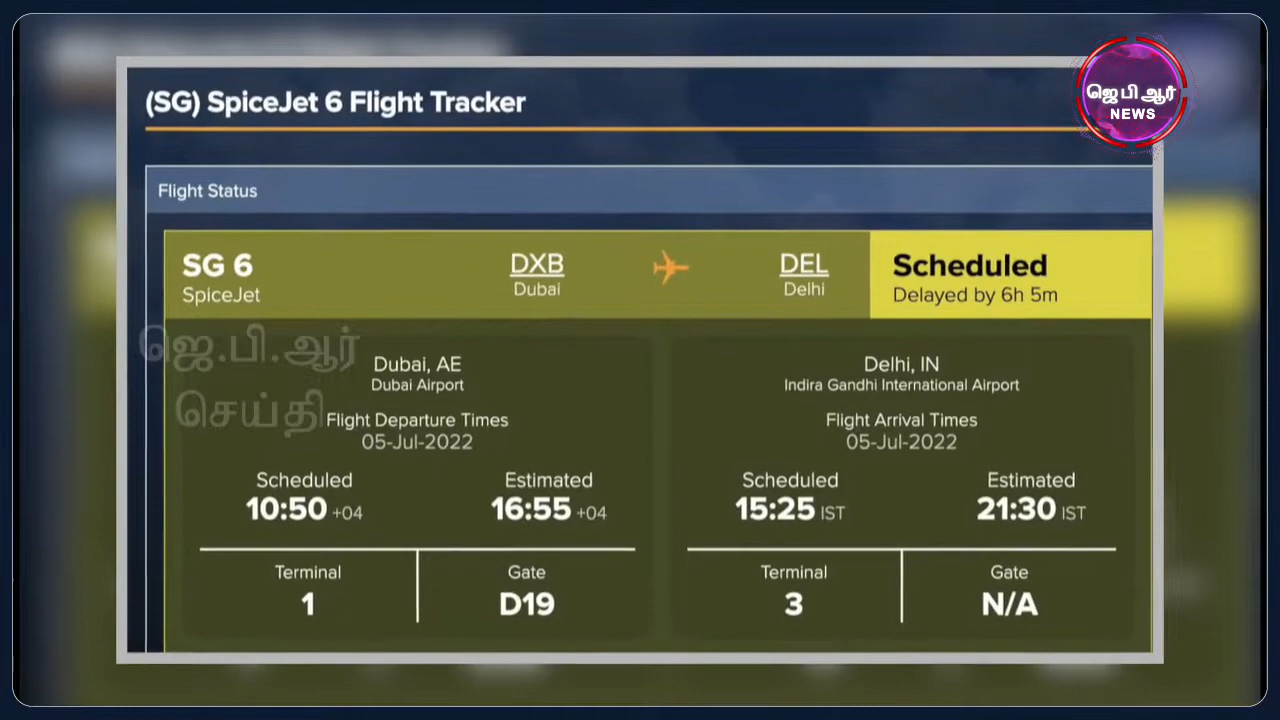 (SG) SpiceJet 6 Flight Tracker
ஜெ பி ஆர்
NEWS
Flight Status
SG 6
SpiceJet
DXB
Dubai
DEL
Delhi
Scheduled
Delayed by 6h 5m
ஜெ.பி.ஆர்
செய்தி
Dubai, AE
Dubai Airport
Flight Departure Times
05-Jul-2022
Scheduled
10:50 +04
Estimated
16:55 +04
Terminal
1
Gate
D19
Delhi, IN
Indira Gandhi International Airport
Flight Arrival Times
05-Jul-2022
Scheduled
15:25 IST
Estimated
21:30 IST
Terminal
3
Gate
N/A